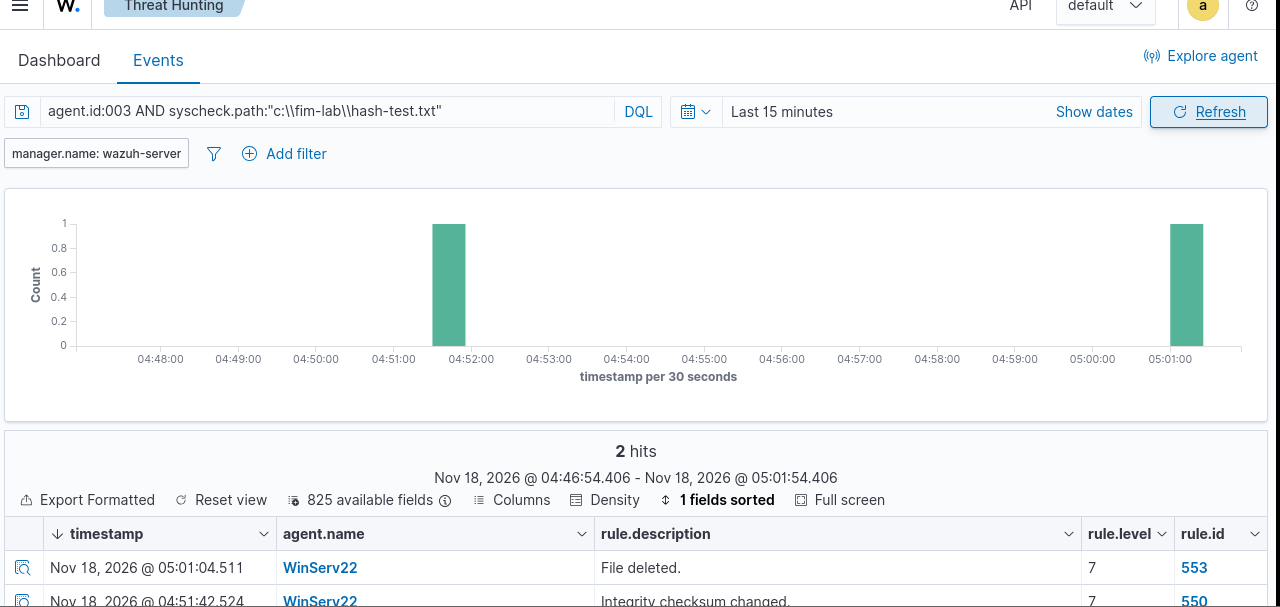 W. Threat Hunting API default a
Dashboard Events Explore agent
agent.id:003 AND syscheck.path:"c:\\fim-lab\\hash-test.txt" DQL Last 15 minutes Show dates Refresh
manager.name: wazuh-server Add filter
1
0.8
0.6
0.4
0.2
0
Count
04:48:00 04:49:00 04:50:00 04:51:00 04:52:00 04:53:00 04:54:00 04:55:00 04:56:00 04:57:00 04:58:00 04:59:00 05:00:00 05:01:00
timestamp per 30 seconds
2 hits
Nov 18, 2026 @ 04:46:54.406 - Nov 18, 2026 @ 05:01:54.406
Export Formatted Reset view 825 available fields Columns Density 1 fields sorted Full screen
timestamp agent.name rule.description rule.level rule.id
Nov 18, 2026 @ 05:01:04.511 WinServ22 File deleted. 7 553
Nov 18, 2026 @ 04:51:42.524 WinServ22 Integrity checksum changed. 7 550